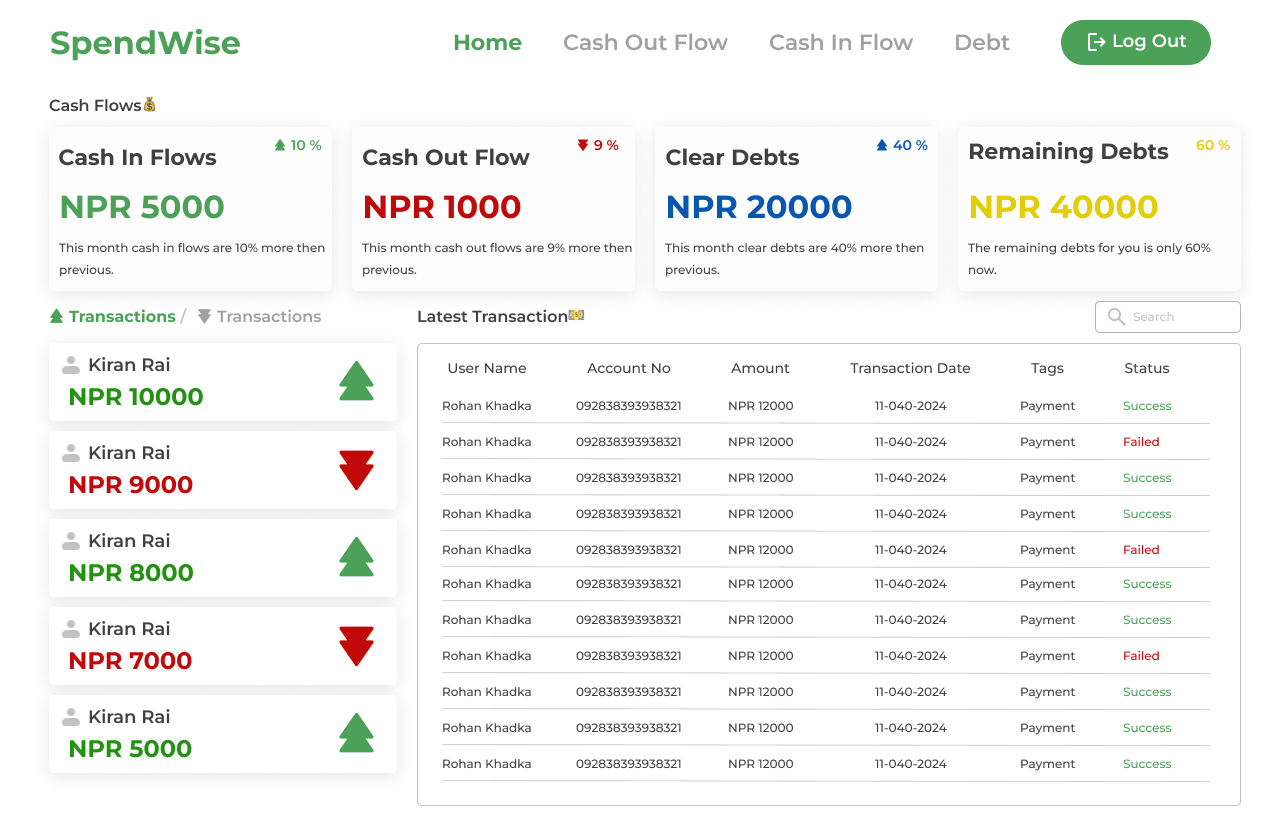 SpendWise
Home Cash Out Flow Cash In Flow Debt Log Out
Cash Flows
Cash In Flows 10 %
NPR 5000
This month cash in flows are 10% more then
previous.
Cash Out Flow 9 %
NPR 1000
This month cash out flows are 9% more then
previous.
Clear Debts 40 %
NPR 20000
This month clear debts are 40% more then
previous.
Remaining Debts 60 %
NPR 40000
The remaining debts for you is only 60%
now.
Transactions / Transactions
Kiran Rai
NPR 10000
Kiran Rai
NPR 9000
Kiran Rai
NPR 8000
Kiran Rai
NPR 7000
Kiran Rai
NPR 5000
Latest Transaction
Search
User Name Account No Amount Transaction Date Tags Status
Rohan Khadka 092838393938321 NPR 12000 11-040-2024 Payment Success
Rohan Khadka 092838393938321 NPR 12000 11-040-2024 Payment Failed
Rohan Khadka 092838393938321 NPR 12000 11-040-2024 Payment Success
Rohan Khadka 092838393938321 NPR 12000 11-040-2024 Payment Success
Rohan Khadka 092838393938321 NPR 12000 11-040-2024 Payment Failed
Rohan Khadka 092838393938321 NPR 12000 11-040-2024 Payment Success
Rohan Khadka 092838393938321 NPR 12000 11-040-2024 Payment Success
Rohan Khadka 092838393938321 NPR 12000 11-040-2024 Payment Failed
Rohan Khadka 092838393938321 NPR 12000 11-040-2024 Payment Success
Rohan Khadka 092838393938321 NPR 12000 11-040-2024 Payment Success
Rohan Khadka 092838393938321 NPR 12000 11-040-2024 Payment Success